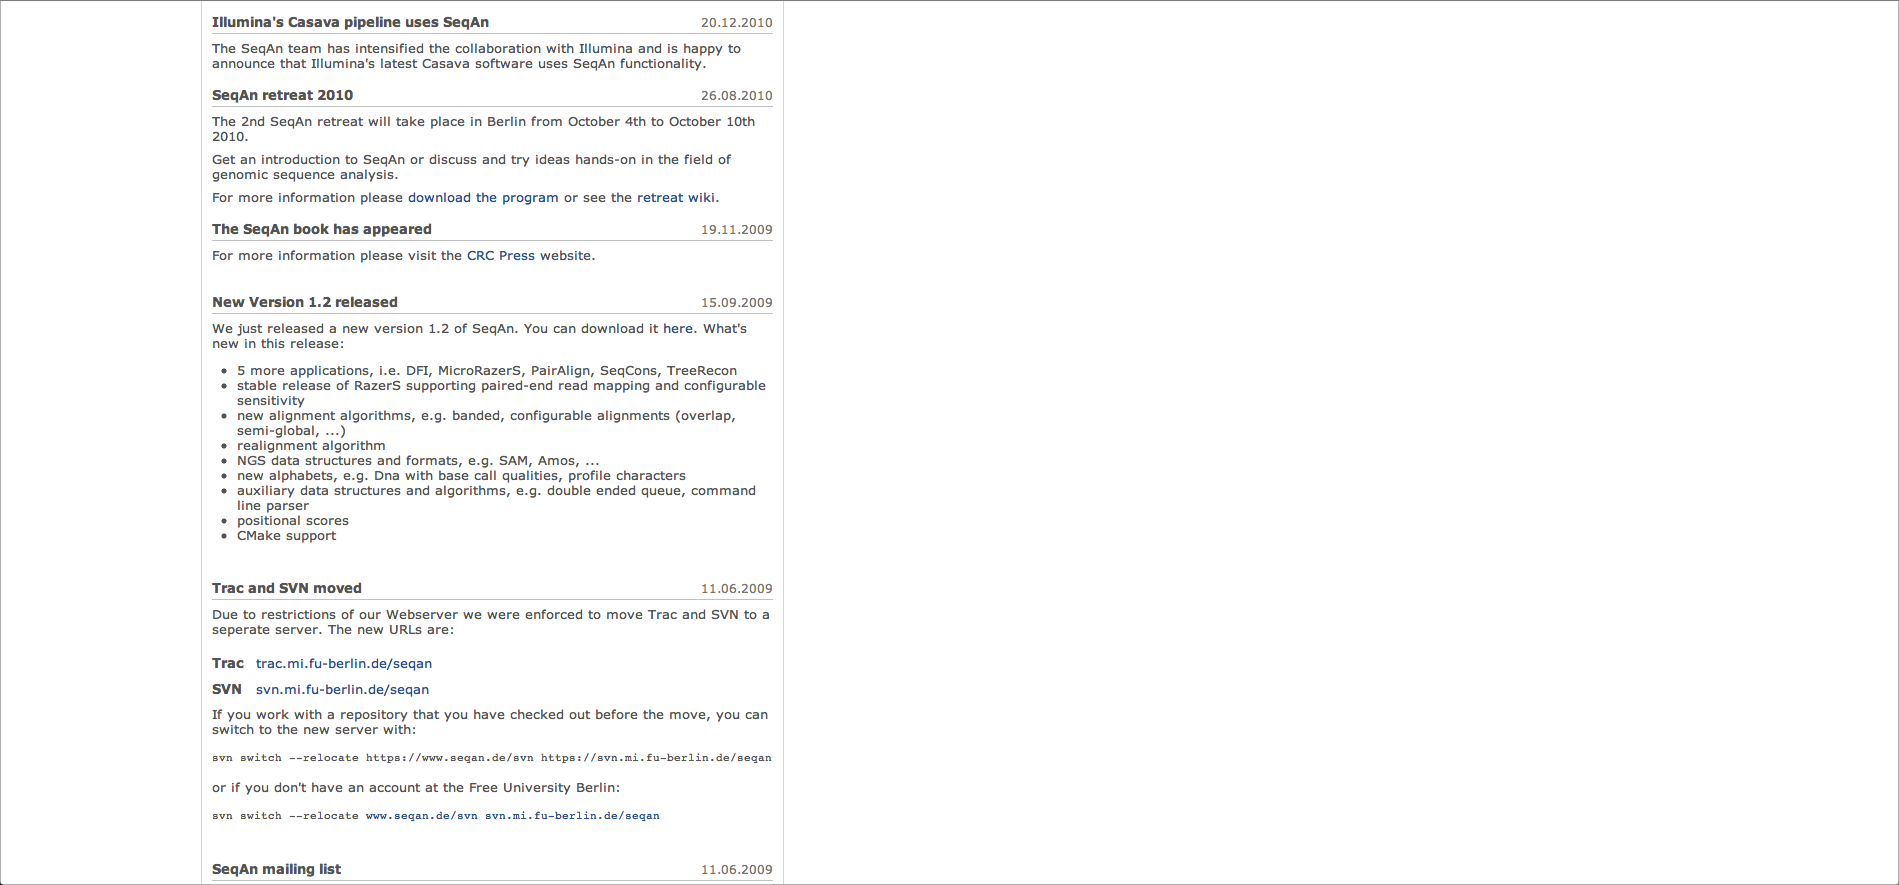 Illumina's Casava pipeline uses SeqAn 20.12.2010
The SeqAn team has intensified the collaboration with Illumina and is happy to
announce that Illumina's latest Casava software uses SeqAn functionality.
SeqAn retreat 2010 26.08.2010
The 2nd SeqAn retreat will take place in Berlin from October 4th to October 10th
2010.
Get an introduction to SeqAn or discuss and try ideas hands-on in the field of
genomic sequence analysis.
For more information please download the program or see the retreat wiki.
The SeqAn book has appeared 19.11.2009
For more information please visit the CRC Press website.
New Version 1.2 released 15.09.2009
We just released a new version 1.2 of SeqAn. You can download it here. What's
new in this release:
• 5 more applications, i.e. DFI, MicroRazerS, PairAlign, SeqCons, TreeRecon
• stable release of RazerS supporting paired-end read mapping and configurable
sensitivity
• new alignment algorithms, e.g. banded, configurable alignments (overlap,
semi-global, ...)
• realignment algorithm
• NGS data structures and formats, e.g. SAM, Amos, ...
• new alphabets, e.g. Dna with base call qualities, profile characters
• auxiliary data structures and algorithms, e.g. double ended queue, command
line parser
• positional scores
• CMake support
Trac and SVN moved 11.06.2009
Due to restrictions of our Webserver we were enforced to move Trac and SVN to a
seperate server. The new URLs are:
Trac trac.mi.fu-berlin.de/seqan
SVN svn.mi.fu-berlin.de/seqan
If you work with a repository that you have checked out before the move, you can
switch to the new server with:
svn switch --relocate https://www.seqan.de/svn https://svn.mi.fu-berlin.de/seqan
or if you don't have an account at the Free University Berlin:
svn switch --relocate www.seqan.de/svn svn.mi.fu-berlin.de/seqan
SeqAn mailing list 11.06.2009